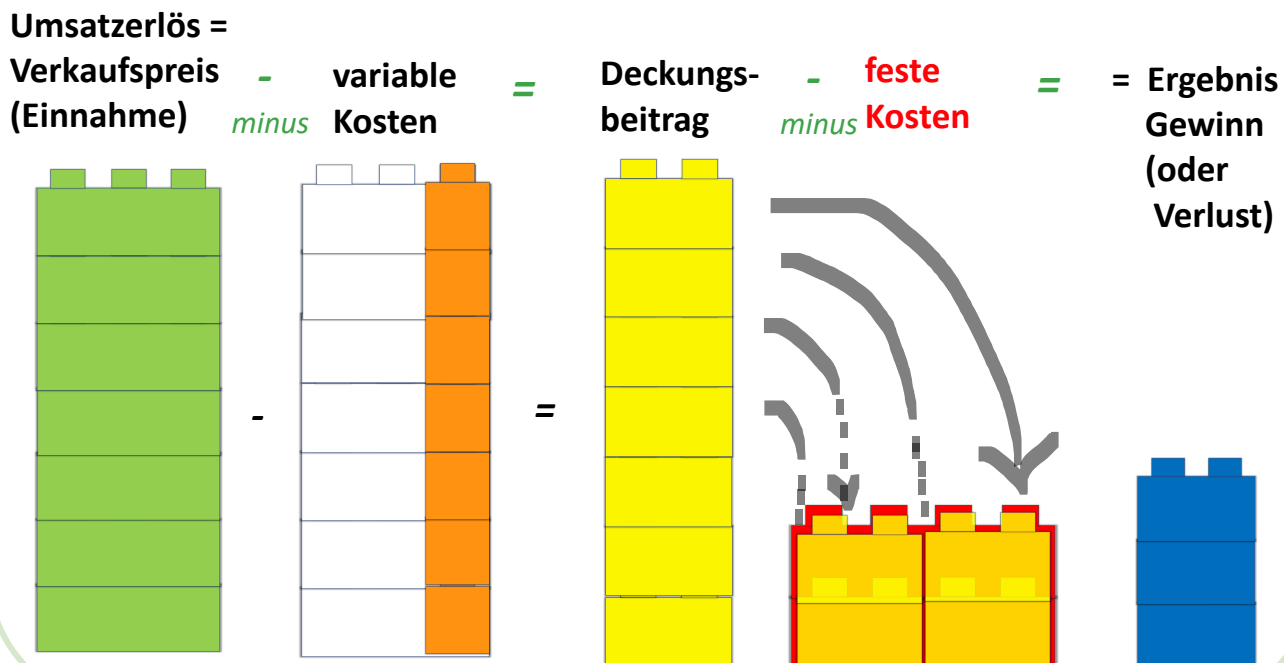 Umsatzerlös =
Verkaufspreis
(Einnahme)
-
minus
variable
Kosten
=
Deckungs-
beitrag
-
minus
feste
Kosten
=
= Ergebnis
Gewinn
(oder
Verlust)
-
=